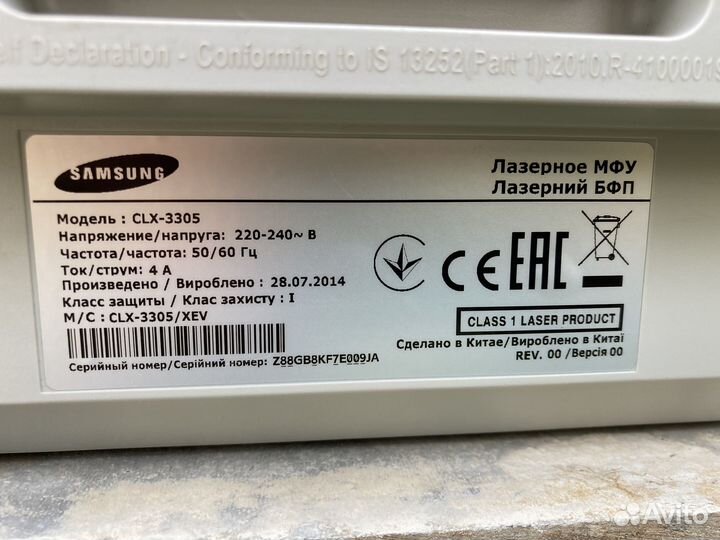 elf Declaration - Conforming to IS 13252(Part 1):2010,R-4100001
SAMSUNG
Лазерное МФУ
Лазерний БФП
Модель : CLX-3305
Напряжение/напруга: 220-240~ В
Частота/частота: 50/60 Гц
Ток/струм: 4 А
Произведено / Вироблено : 28.07.2014
Класс защиты / Клас захисту : I
M/C : CLX-3305/XEV
CE EAC
CLASS 1 LASER PRODUCT
Сделано в Китае/Вироблено в Китаї
REV. 00 /Версія 00
Серийный номер/Серійний номер: Z88GB8KF7E009JA
Avito